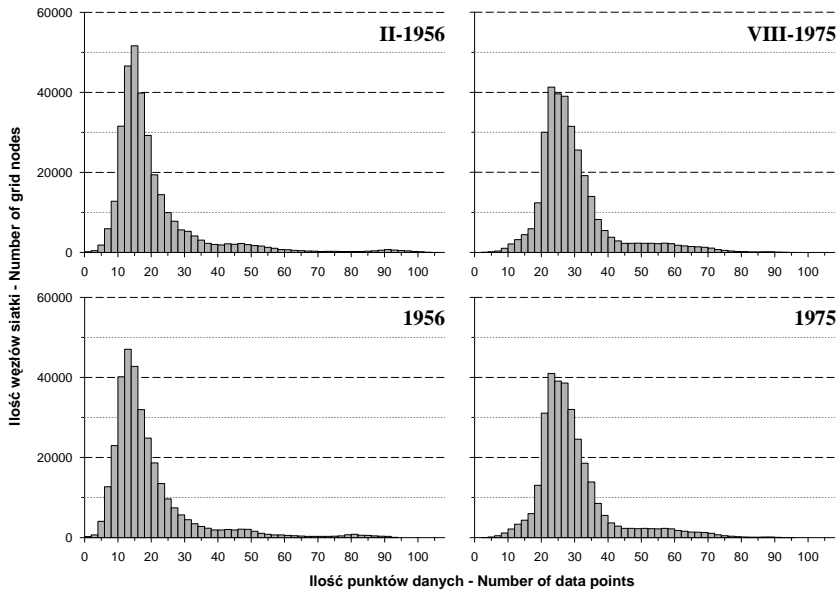 Ilość węzłów siatki - Number of grid nodes
60000
40000
20000
0
II-1956
0 10 20 30 40 50 60 70 80 90 100
VIII-1975
0 10 20 30 40 50 60 70 80 90 100
60000
40000
20000
0
1956
0 10 20 30 40 50 60 70 80 90 100
1975
0 10 20 30 40 50 60 70 80 90 100
Ilość punktów danych - Number of data points